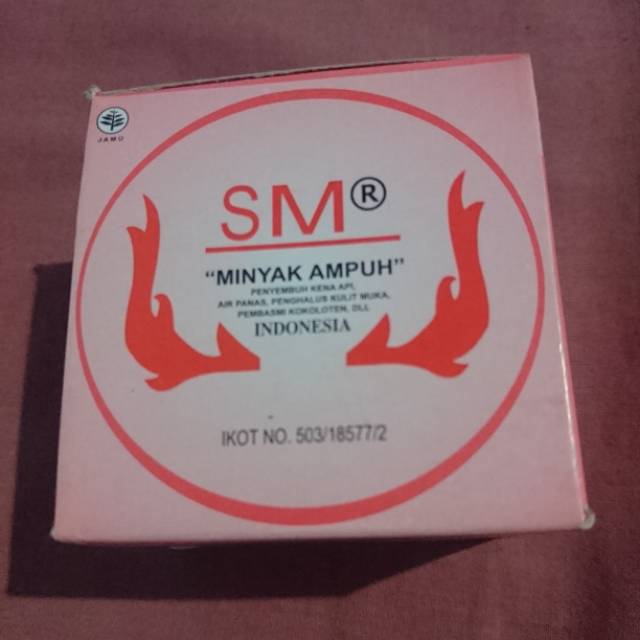 JAMU
SM®
"MINYAK AMPUH"
PENYEMBUH KENA API,
AIR PANAS, PENGHALUS KULIT MUKA,
PEMBASMI KOKOLOTEN, DLL
INDONESIA
IKOT NO. 503/18577/2